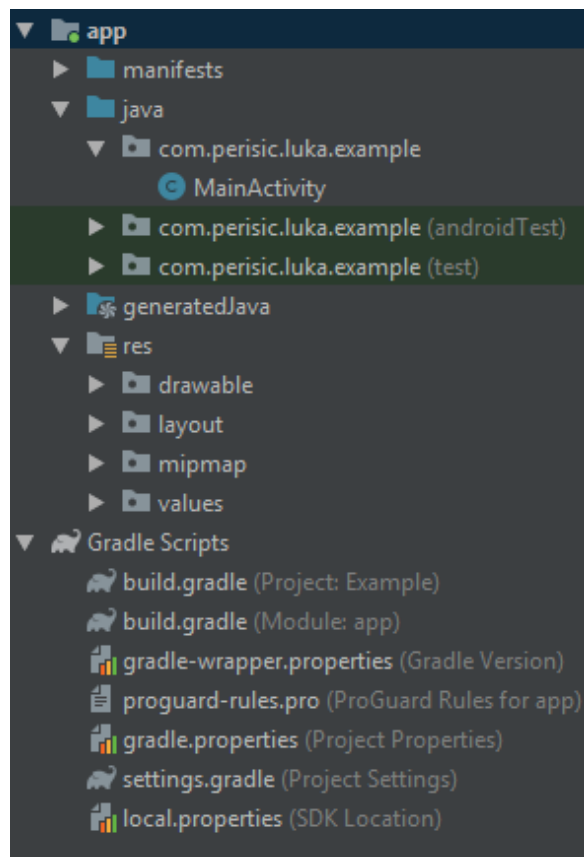 app
manifests
java
com.perisic.luka.example
MainActivity
com.perisic.luka.example (androidTest)
com.perisic.luka.example (test)
generatedJava
res
drawable
layout
mipmap
values
Gradle Scripts
build.gradle (Project: Example)
build.gradle (Module: app)
gradle-wrapper.properties (Gradle Version)
proguard-rules.pro (ProGuard Rules for app)
gradle.properties (Project Properties)
settings.gradle (Project Settings)
local.properties (SDK Location)